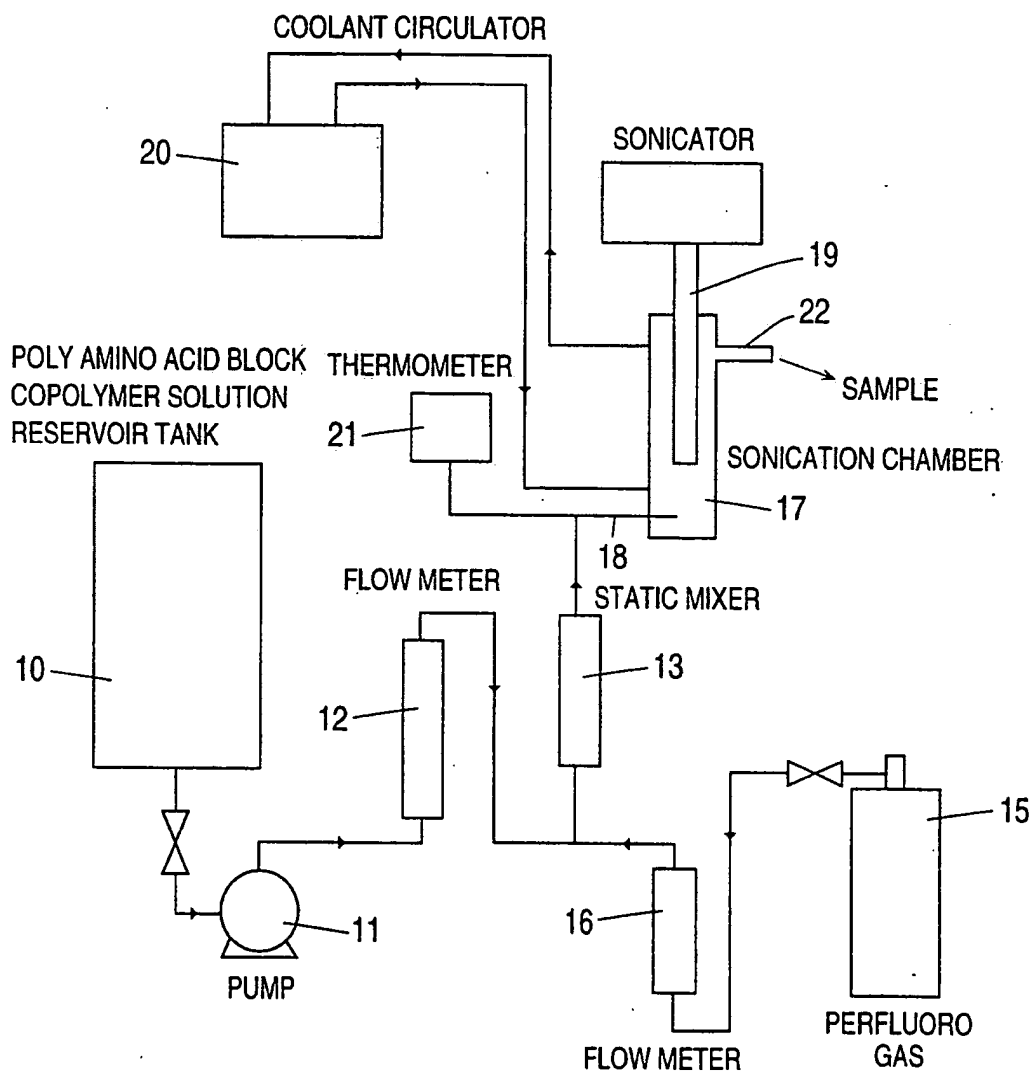 COOLANT CIRCULATOR
20
SONICATOR
19
22
POLY AMINO ACID BLOCK
COPOLYMER SOLUTION
RESERVOIR TANK
THERMOMETER
21
SAMPLE
SONICATION CHAMBER
17
18
FLOW METER
STATIC MIXER
10
12
13
15
11
16
PUMP
FLOW METER
PERFLUORO
GAS